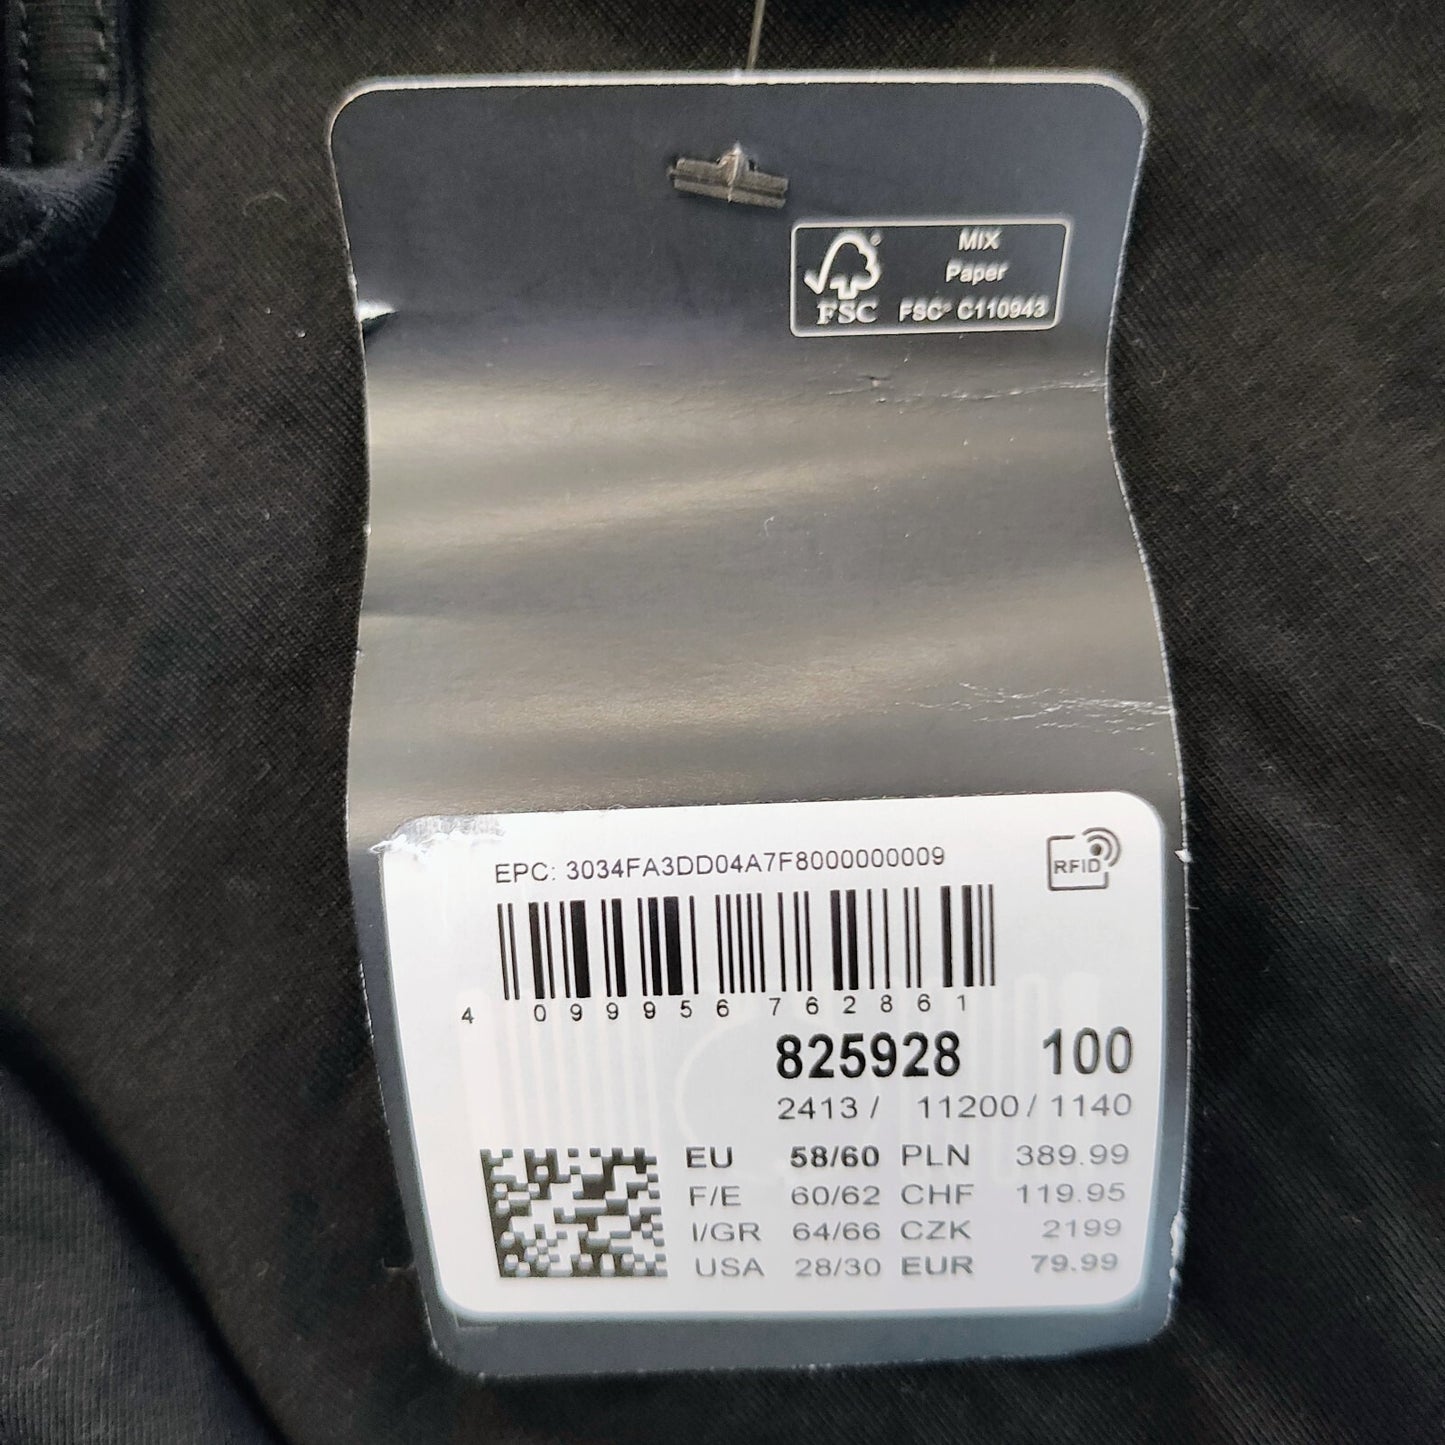 MIX
Paper
FSC® C110943
FSC
EPC: 3034FA3DD04A7F8000000009
RFID
4 099956 762861
825928 100
2413 / 11200 / 1140
EU 58/60 PLN 389.99
F/E 60/62 CHF 119.95
I/GR 64/66 CZK 2199
USA 28/30 EUR 79.99